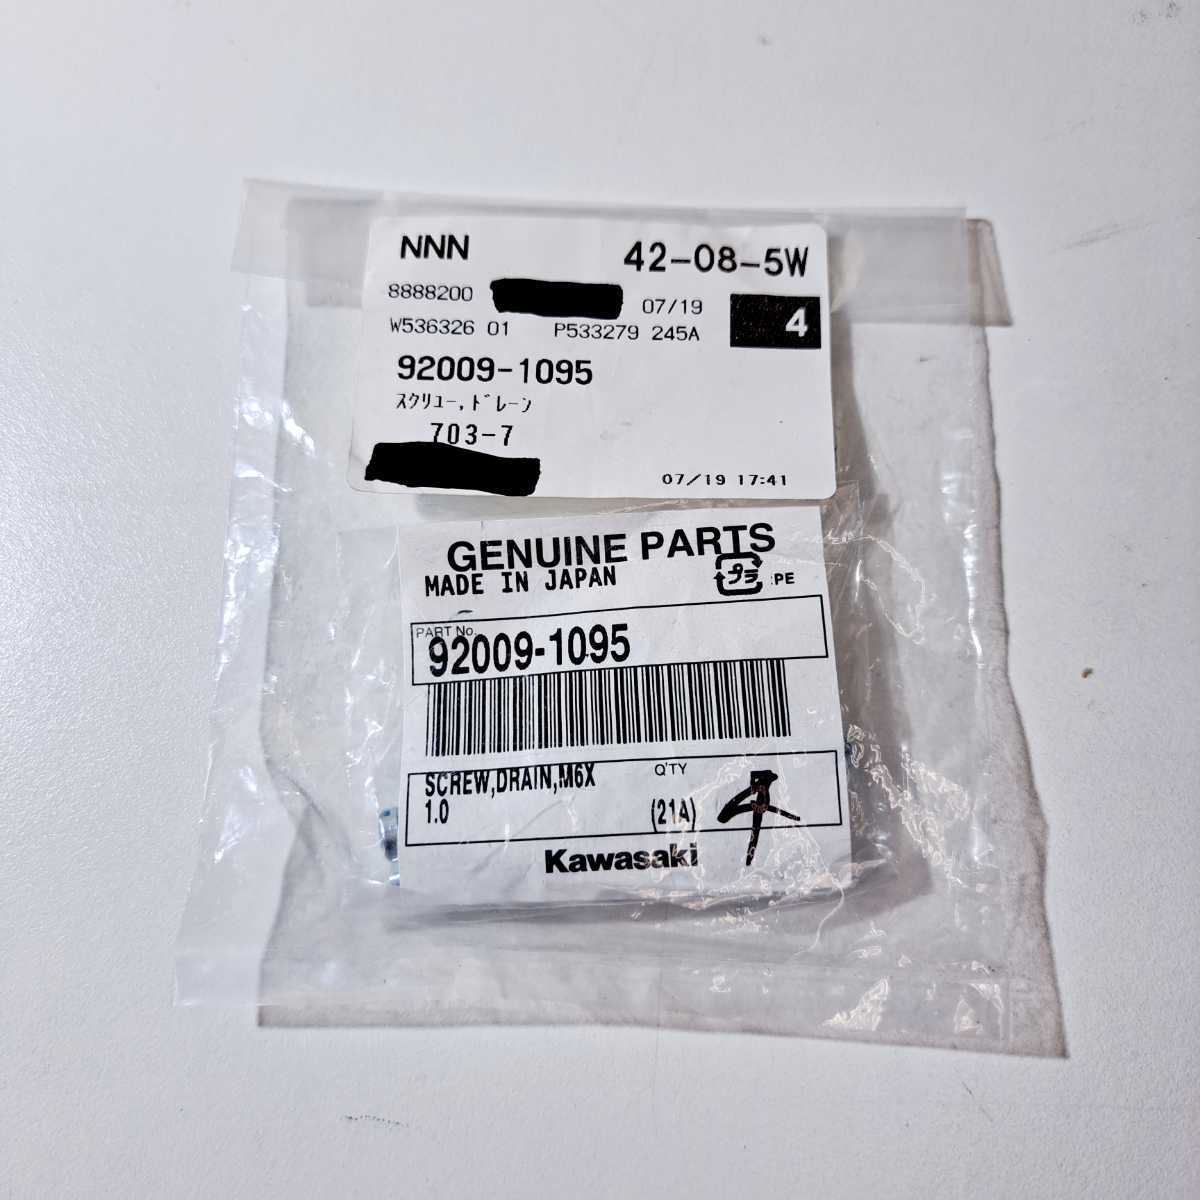 NNN 42-08-5W
8888200 07/19
W536326 01 P533279 245A 4
92009-1095
スクリュー,ドレーン
703-7
07/19 17:41
GENUINE PARTS
MADE IN JAPAN プラ :PE
PART No.
92009-1095
SCREW,DRAIN,M6X Q'TY
1.0 (21A) 4
Kawasaki